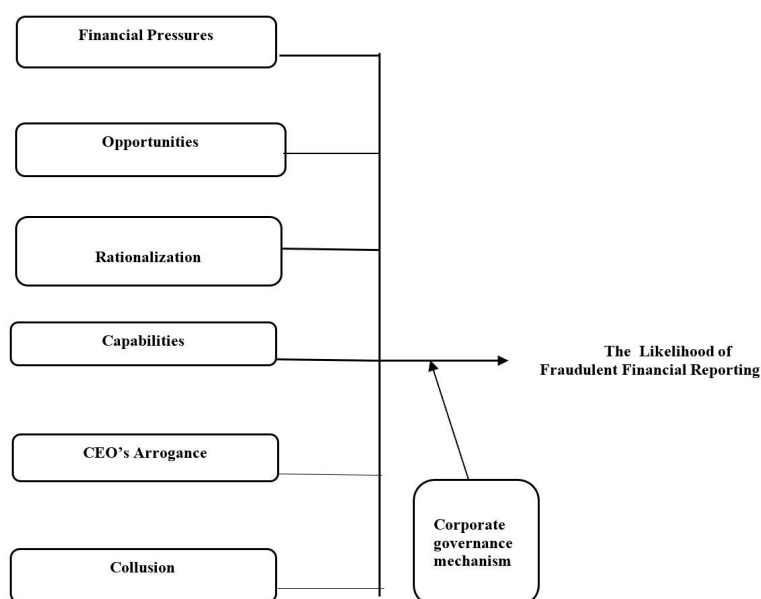 Financial Pressures
Opportunities
Rationalization
Capabilities
The Likelihood of
Fraudulent Financial Reporting
CEO’s Arrogance
Corporate
governance
mechanism
Collusion